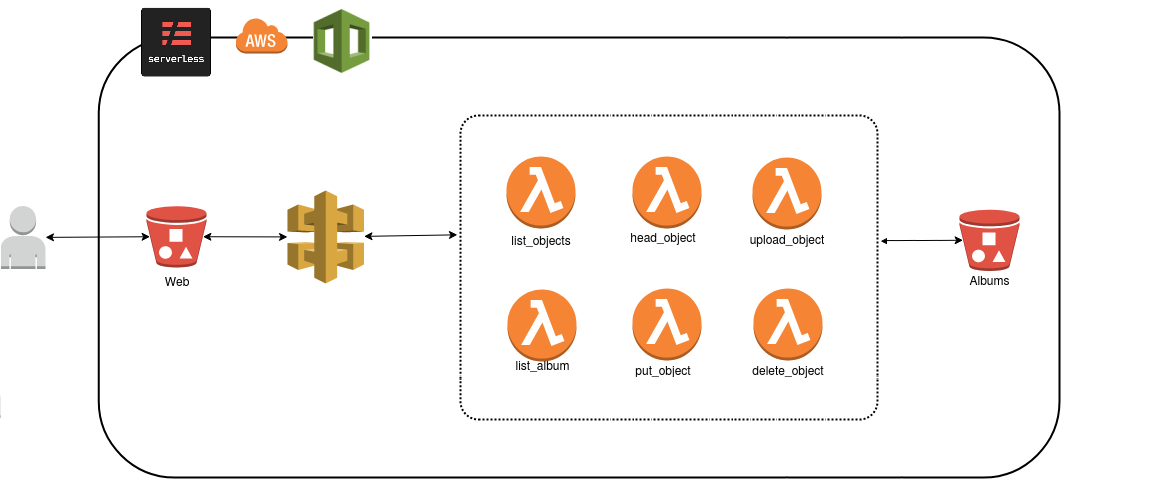 serverless
AWS
list_objects
head_object
upload_object
Web
Albums
list_album
put_object
delete_object